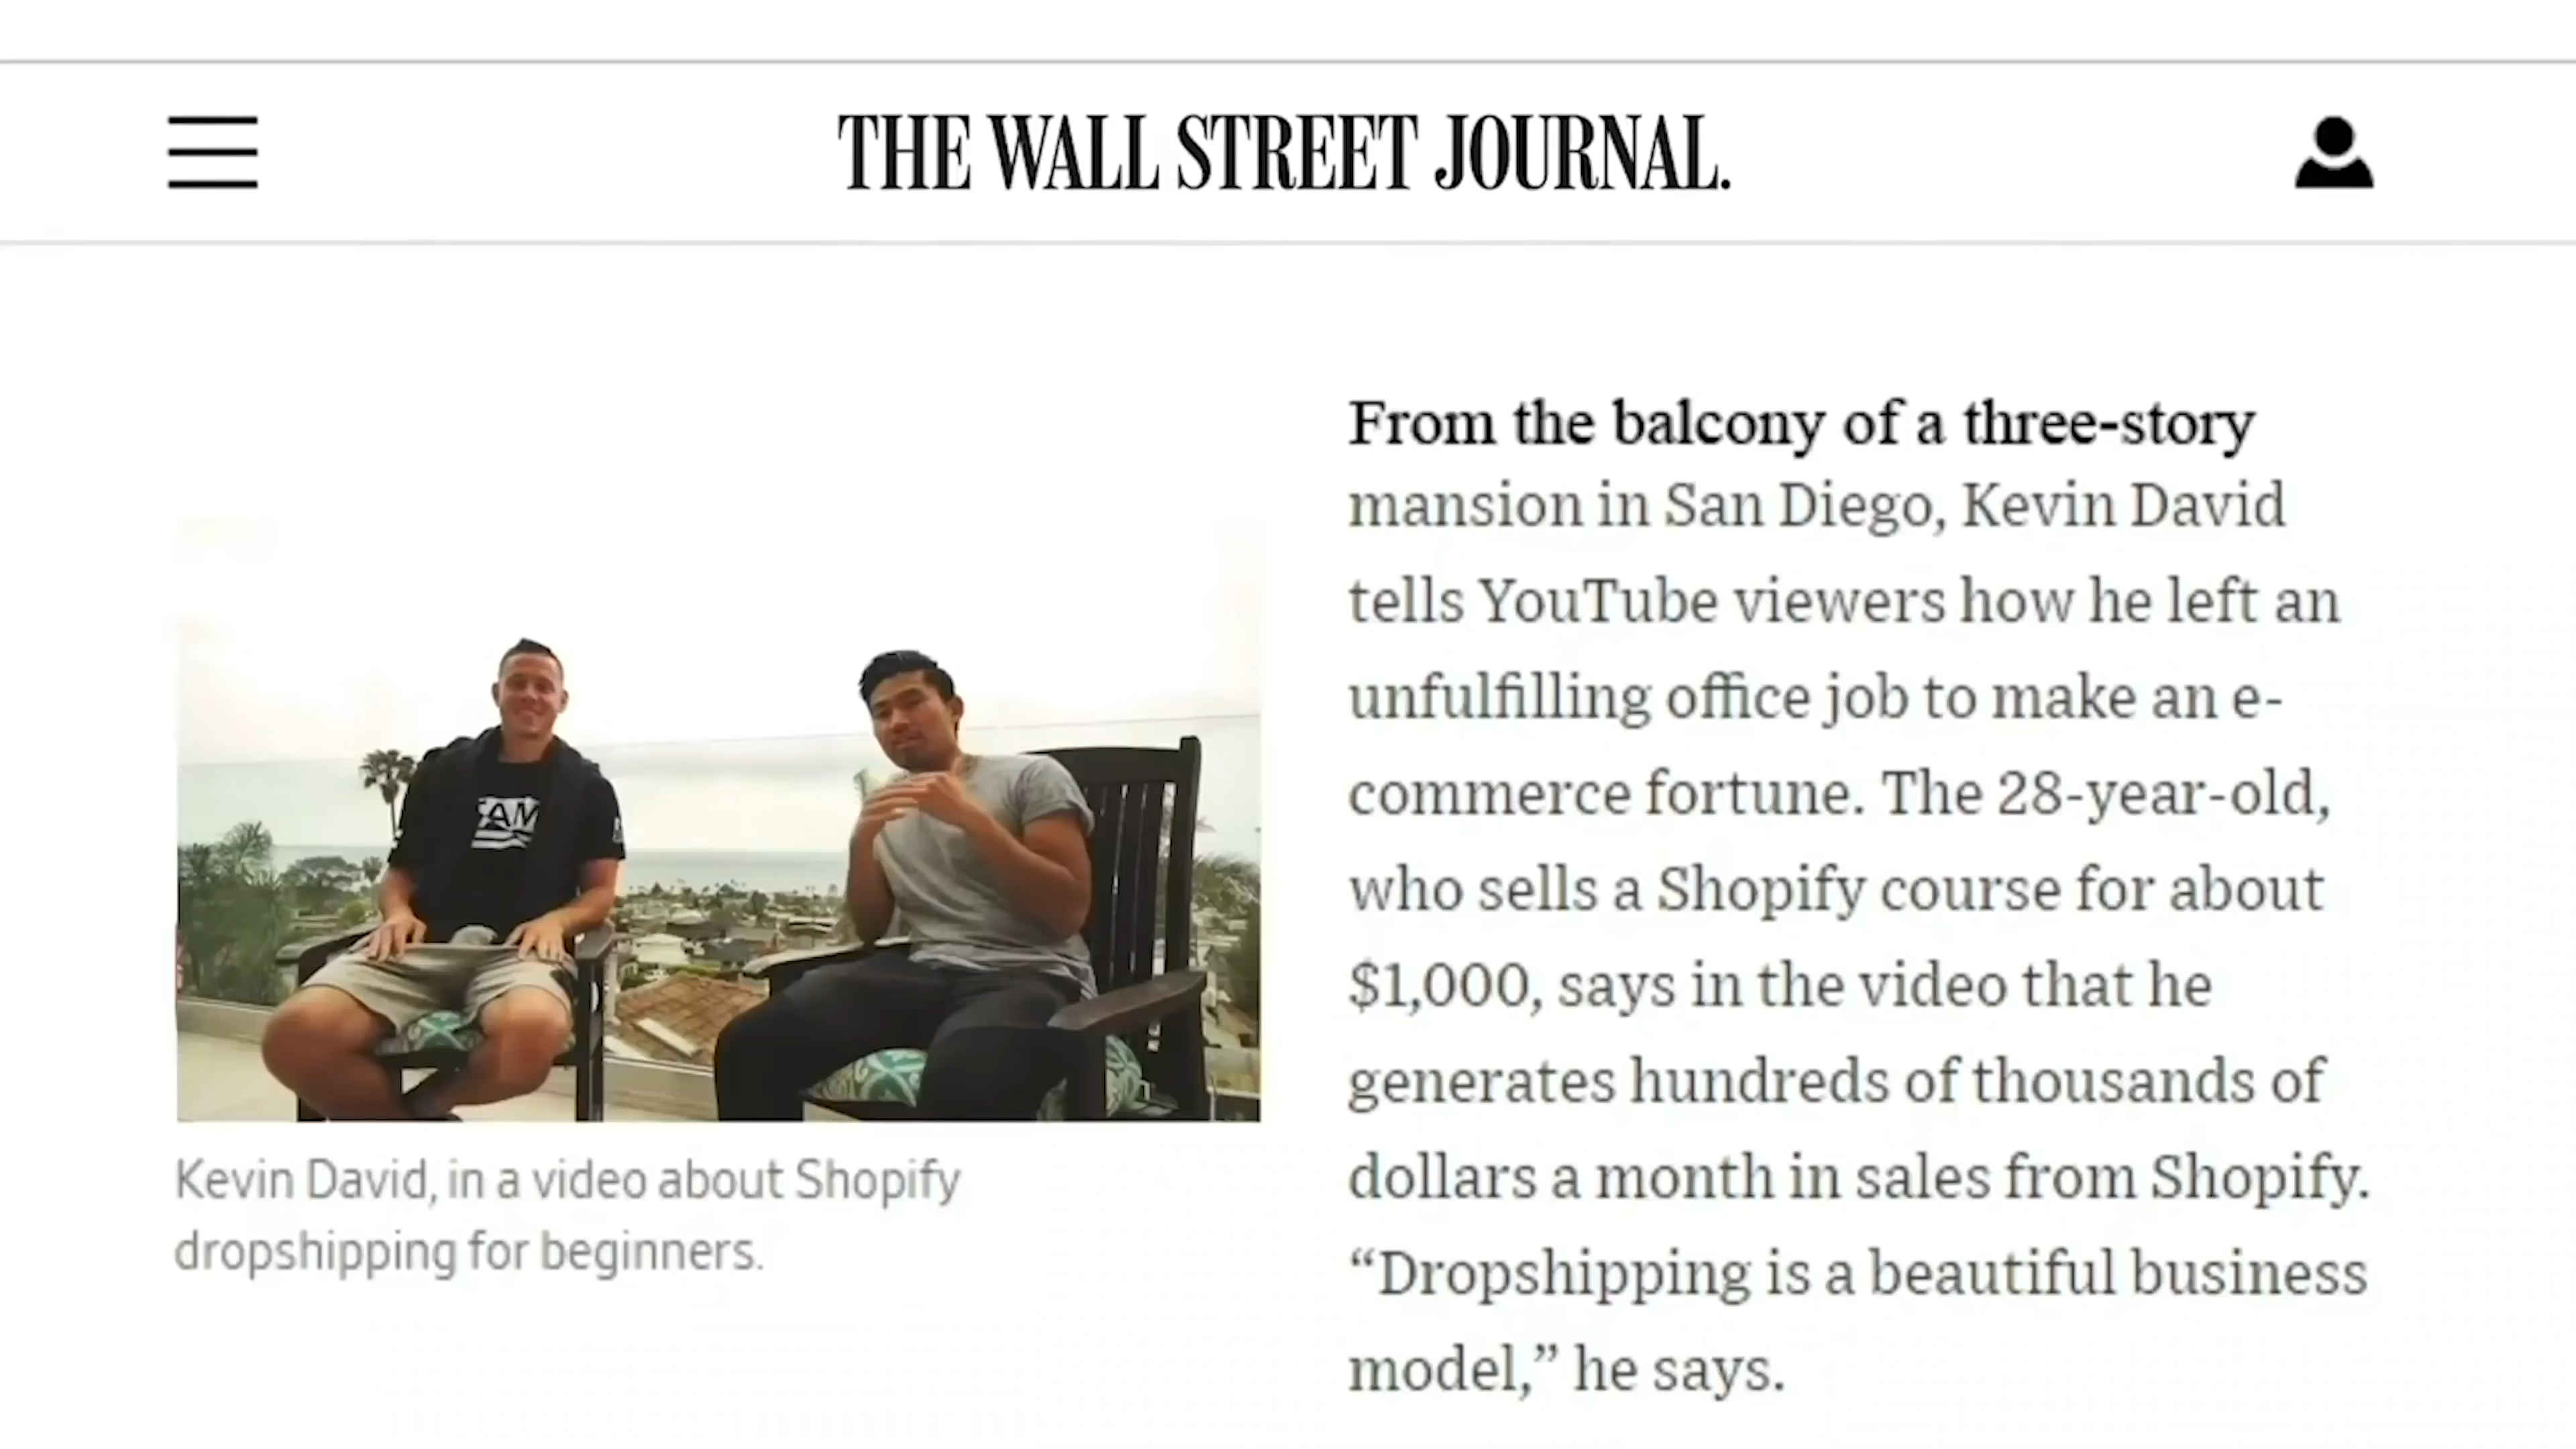 THE WALL STREET JOURNAL.
From the balcony of a three-story
mansion in San Diego, Kevin David
tells YouTube viewers how he left an
unfulfilling office job to make an e-
commerce fortune. The 28-year-old,
who sells a Shopify course for about
$1,000, says in the video that he
generates hundreds of thousands of
dollars a month in sales from Shopify.
“Dropshipping is a beautiful business
model,” he says.
Kevin David, in a video about Shopify
dropshipping for beginners.